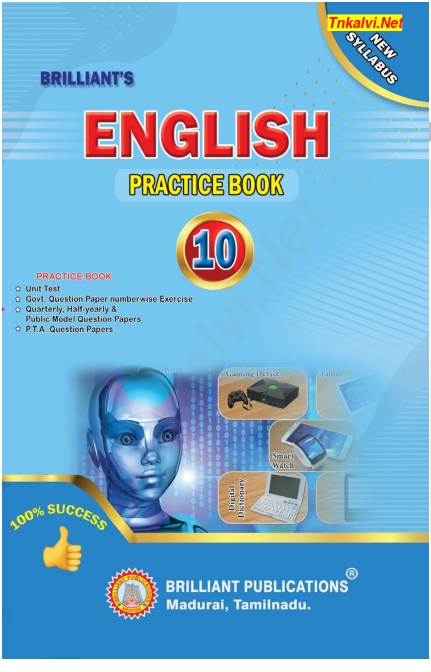 Tnkalvi.Net
NEW
SYLLABUS
BRILLIANT'S
ENGLISH
PRACTICE BOOK
10
PRACTICE BOOK
☆ Unit Test
☆ Govt. Question Paper numberwise Exercise
☆ Quarterly, Half-yearly &
Public Model Question Papers
☆ P.T.A. Question Papers
Gaming Device
Tablet
Smart
Watch
Digital
Dictionary
100% SUCCESS
BRILLIANT PUBLICATIONS
BRILLIANT PUBLICATIONS®
Madurai, Tamilnadu.